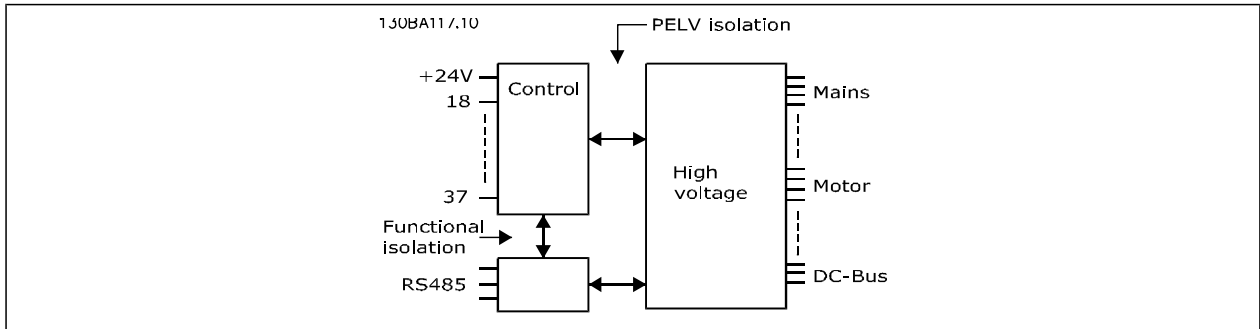 130BA117.10
PELV isolation
+24V
Control
18
Mains
High
voltage
37
Motor
Functional
isolation
RS485
DC-Bus